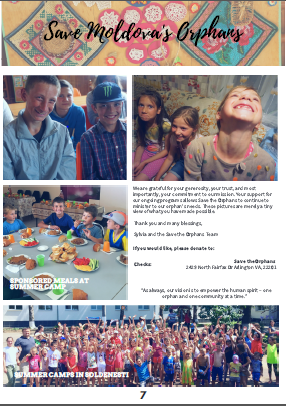 Save Moldova's Orphans
We are grateful for your generosity, your trust, and most
importantly, your commitment to our mission. Your support for
our ongoing program allows Save the Orphans to continue to
minister to our orphan's needs. These pictures are merely a tiny
view of what you have made possible.
Thank you and many blessings,
Sylvia and the Save the Orphans Team
If you would like, please donate to:
Checks:
Save the Orphans
2419 North Fairfax Dr Arlington VA, 22201
"As always, our vision is to empower the human spirit – one
orphan and one community at a time."
SPONSORED MEALS AT
SUMMER CAMP
SUMMER CAMPS IN SOLDENESTI
7